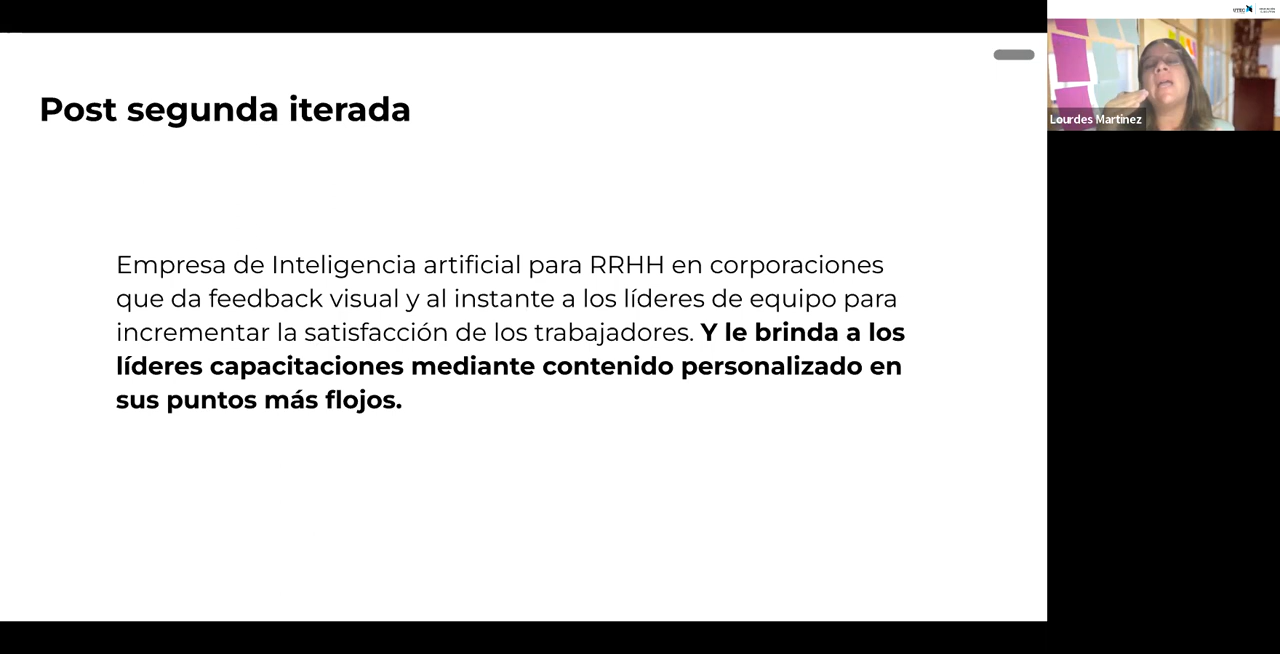 UTEC
Post segunda iterada
Lourdes Martinez
Empresa de Inteligencia artificial para RRHH en corporaciones
que da feedback visual y al instante a los líderes de equipo para
incrementar la satisfacción de los trabajadores. Y le brinda a los
líderes capacitaciones mediante contenido personalizado en
sus puntos más flojos.